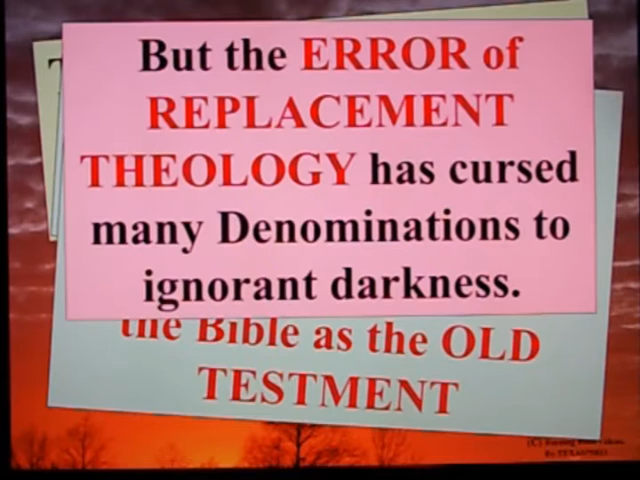 But the ERROR of
REPLACEMENT
THEOLOGY has cursed
many Denominations to
ignorant darkness.
the Bible as the OLD
TESTMENT